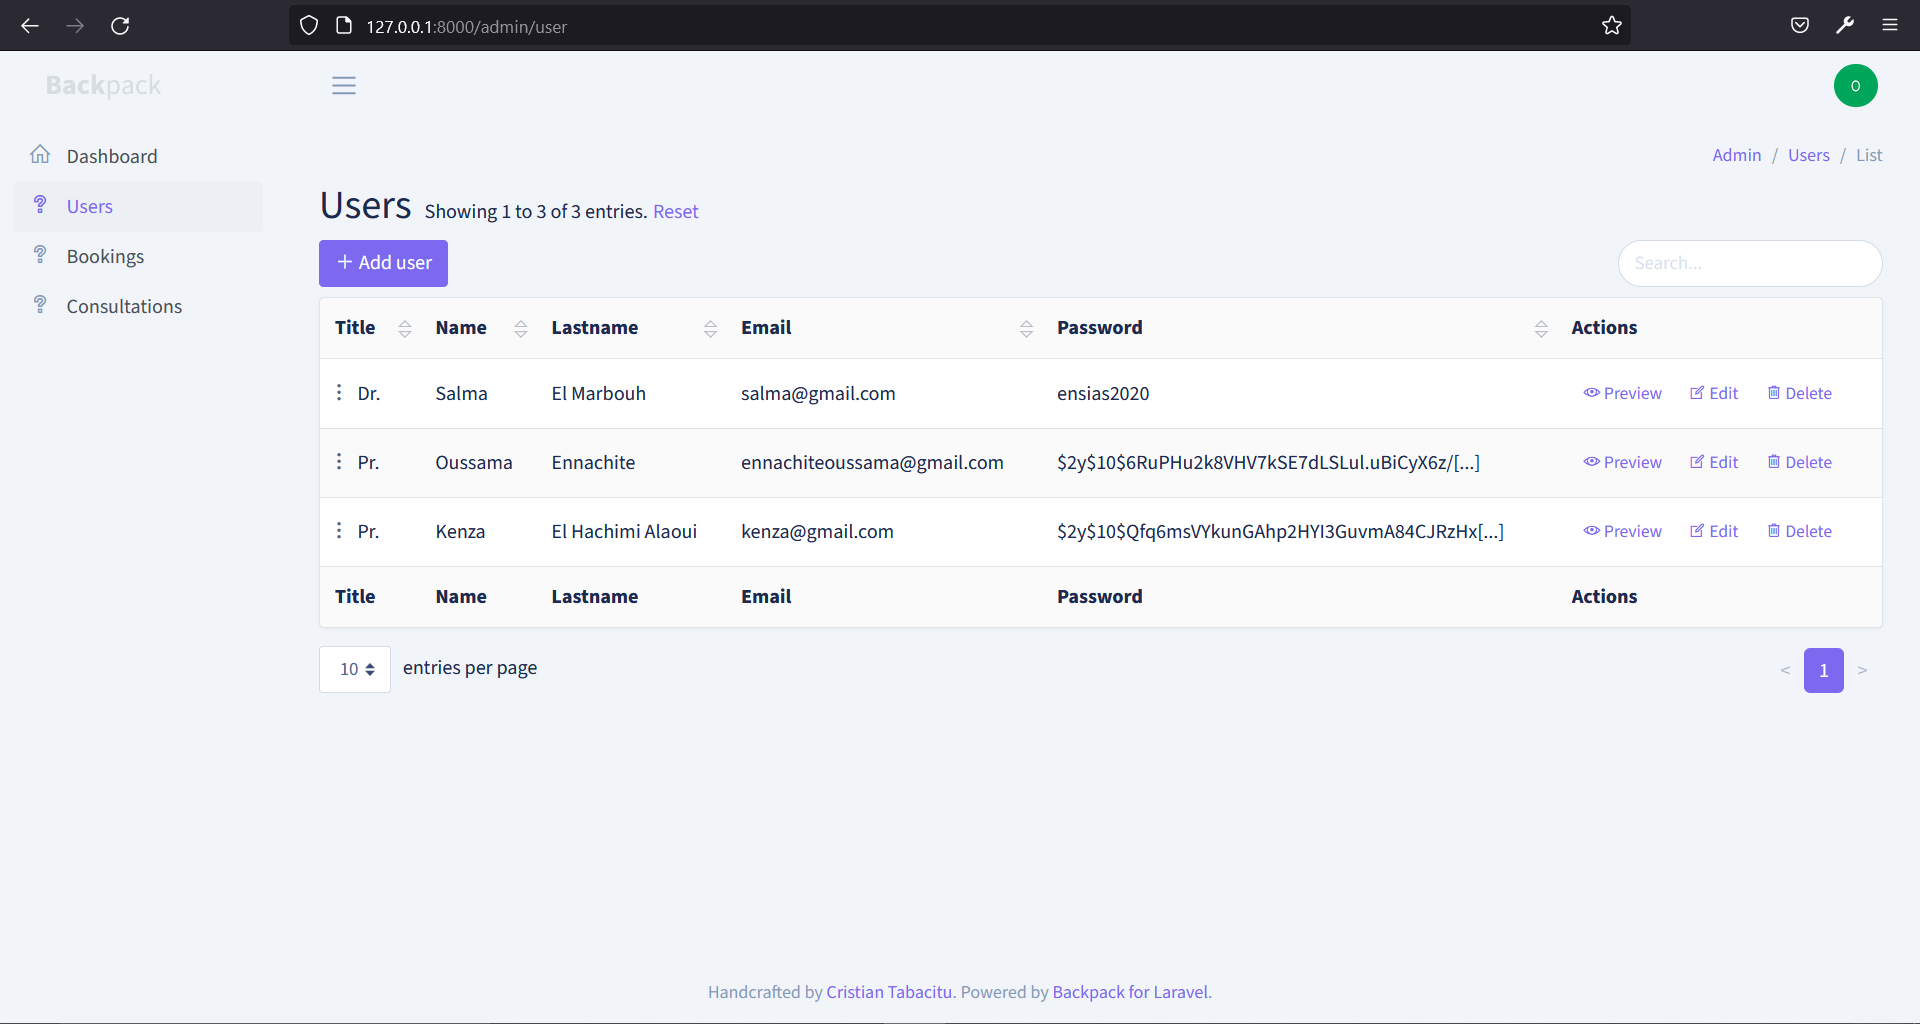 127.0.0.1:8000/admin/user
Backpack
O
Dashboard
Users
Bookings
Consultations
Admin / Users / List
Users Showing 1 to 3 of 3 entries. Reset
+ Add user
Search...
Title Name Lastname Email Password Actions
Dr. Salma El Marbouh salma@gmail.com ensias2020 Preview Edit Delete
Pr. Oussama Ennachite ennachiteoussama@gmail.com $2y$10$6RuPHu2k8VHV7kSE7dLSLul.uBiCyX6z/[...] Preview Edit Delete
Pr. Kenza El Hachimi Alaoui kenza@gmail.com $2y$10$Qfq6msVYkunGAhp2HYI3GuvmA84CJRzHx[...] Preview Edit Delete
Title Name Lastname Email Password Actions
10 entries per page
< 1 >
Handcrafted by Cristian Tabacitu. Powered by Backpack for Laravel.